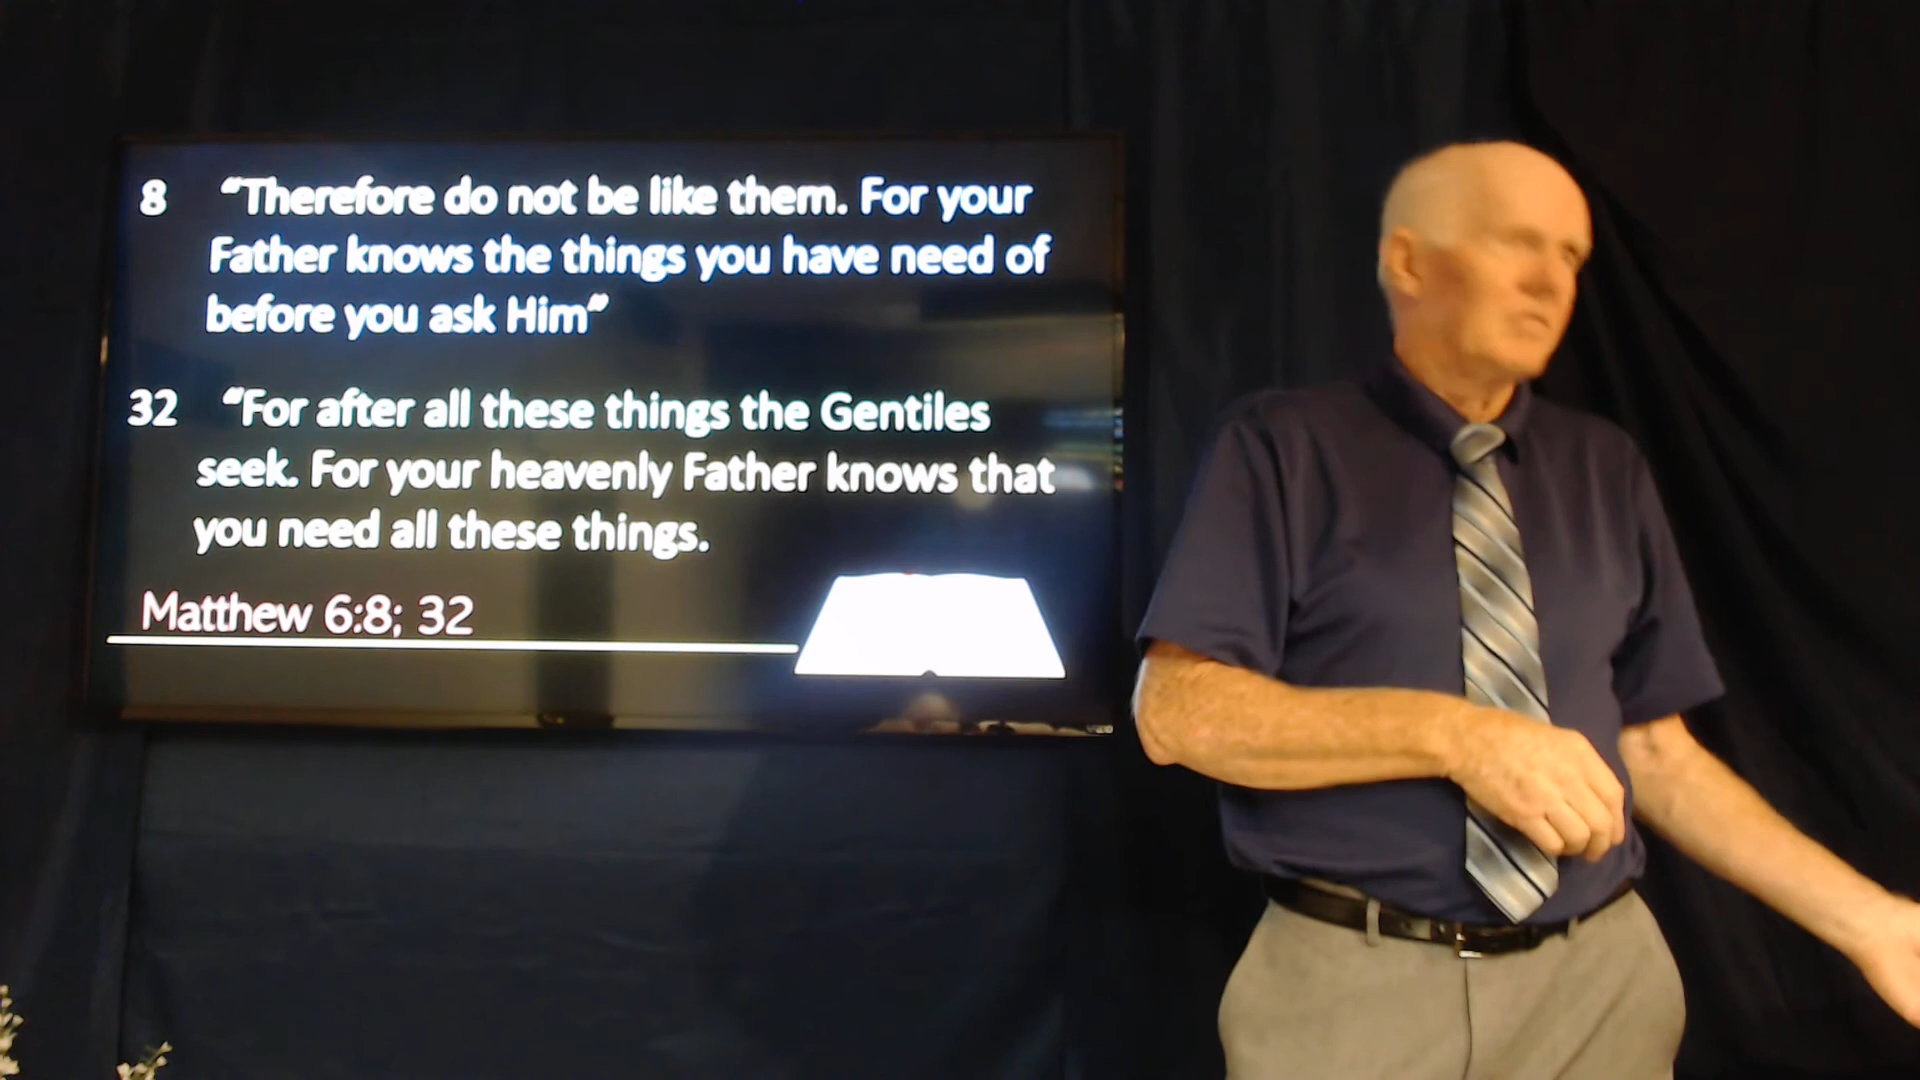 8 “Therefore do not be like them. For your
Father knows the things you have need of
before you ask Him”
32 “For after all these things the Gentiles
seek. For your heavenly Father knows that
you need all these things.
Matthew 6:8; 32